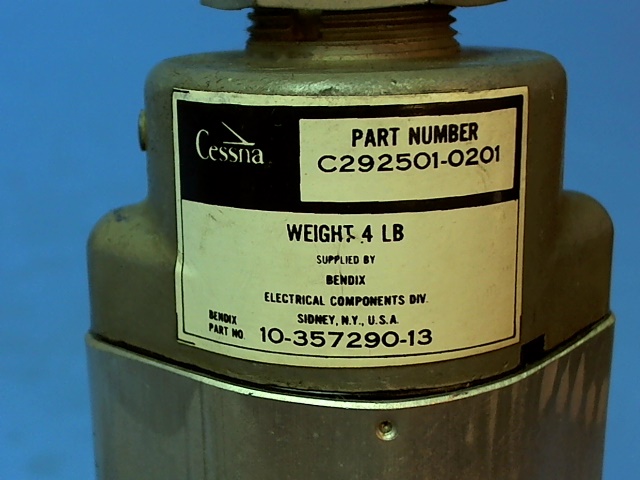 Cessna
PART NUMBER
C292501-0201
WEIGHT 4 LB
SUPPLIED BY
BENDIX
ELECTRICAL COMPONENTS DIV.
SIDNEY, N.Y., U.S.A.
BENDIX
PART NO. 10-357290-13